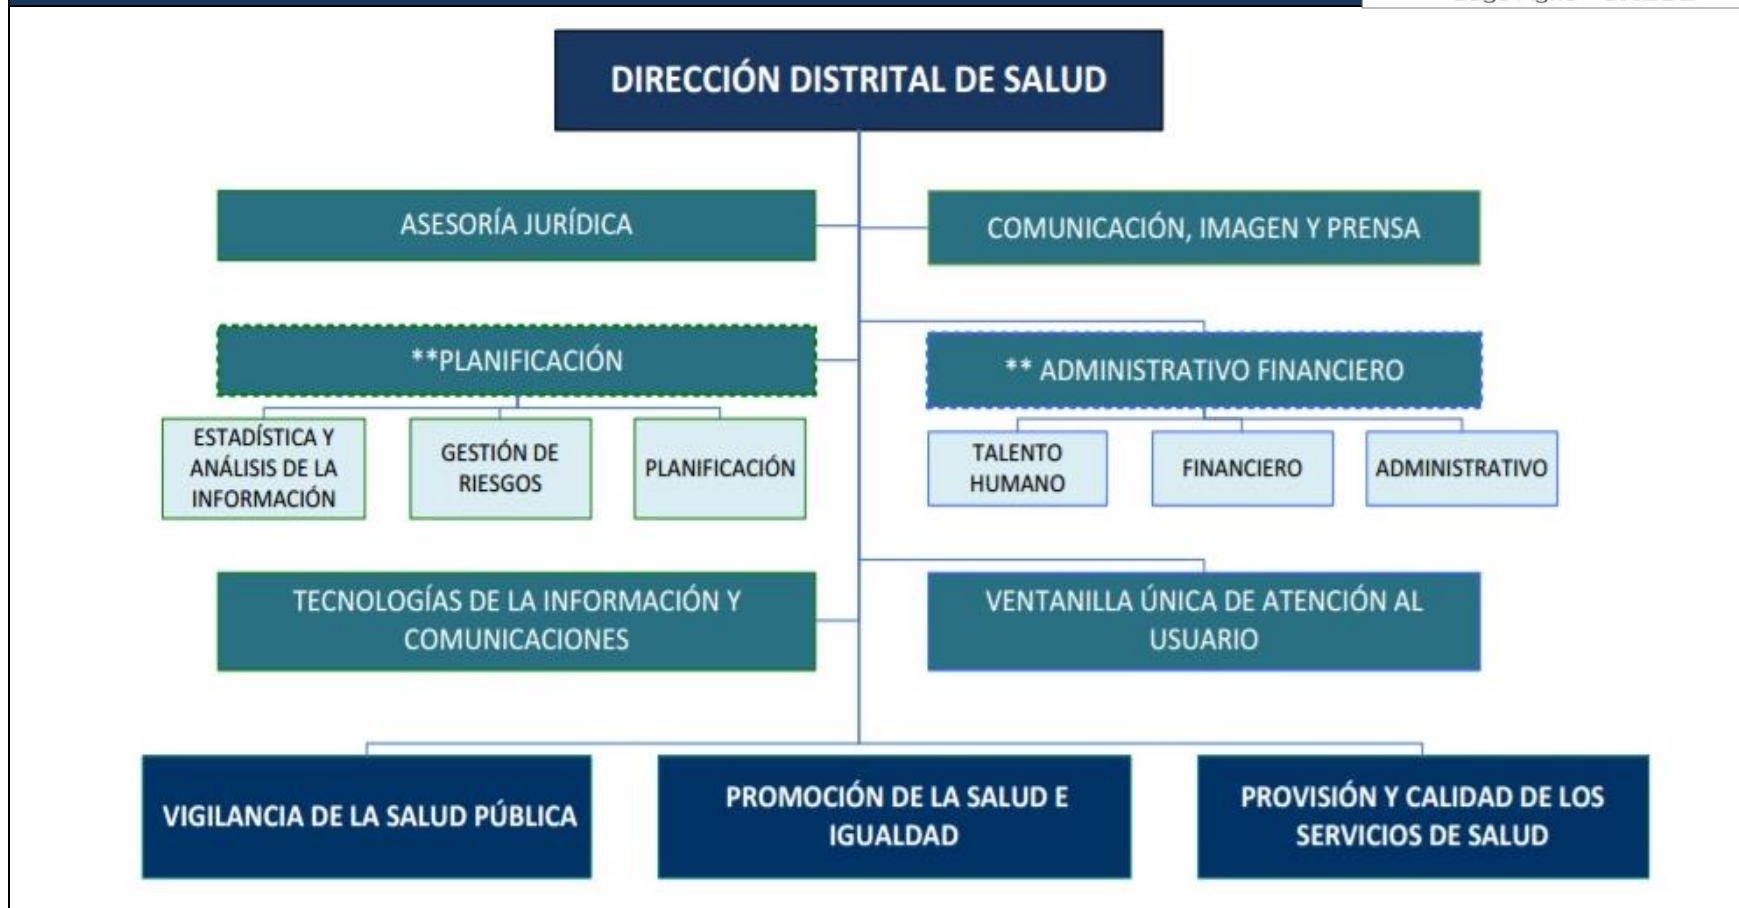 DIRECCIÓN DISTRITAL DE SALUD
ASESORÍA JURÍDICA
COMUNICACIÓN, IMAGEN Y PRENSA
**PLANIFICACIÓN
** ADMINISTRATIVO FINANCIERO
ESTADÍSTICA Y
ANÁLISIS DE LA
INFORMACIÓN
GESTIÓN DE
RIESGOS
PLANIFICACIÓN
TALENTO
HUMANO
FINANCIERO
ADMINISTRATIVO
TECNOLOGÍAS DE LA INFORMACIÓN Y
COMUNICACIONES
VENTANILLA ÚNICA DE ATENCIÓN AL
USUARIO
VIGILANCIA DE LA SALUD PÚBLICA
PROMOCIÓN DE LA SALUD E
IGUALDAD
PROVISIÓN Y CALIDAD DE LOS
SERVICIOS DE SALUD